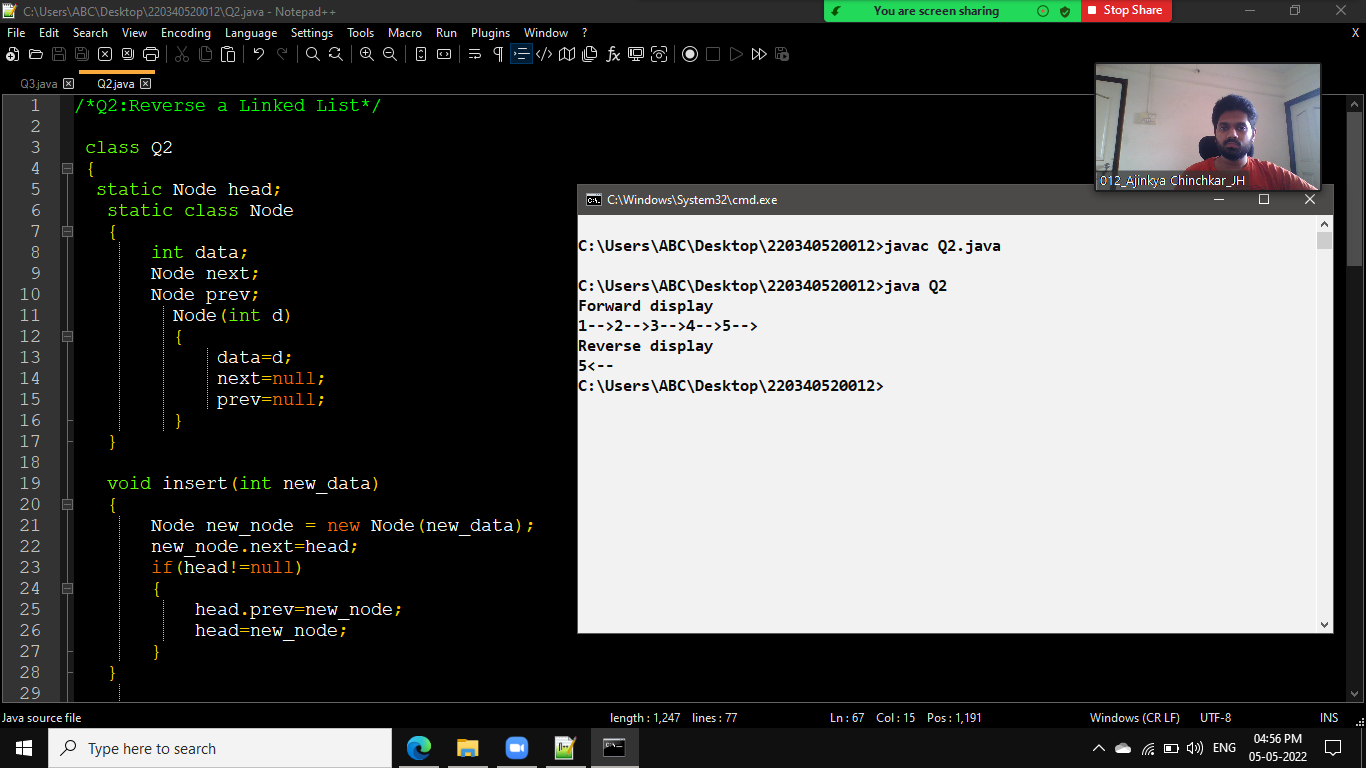 C:\Users\ABC\Desktop\220340520012\Q2.java - Notepad++
You are screen sharing
Stop Share
File Edit Search View Encoding Language Settings Tools Macro Run Plugins Window ?
X
Q3.java
Q2.java
1 /*Q2:Reverse a Linked List*/
2
3 class Q2
4 {
5 static Node head;
6 static class Node
7 {
8 int data;
9 Node next;
10 Node prev;
11 Node(int d)
12 {
13 data=d;
14 next=null;
15 prev=null;
16 }
17 }
18
19 void insert(int new_data)
20 {
21 Node new_node = new Node(new_data);
22 new_node.next=head;
23 if(head!=null)
24 {
25 head.prev=new_node;
26 head=new_node;
27 }
28 }
29
012_Ajinkya Chinchkar_JH
C:\Windows\System32\cmd.exe
C:\Users\ABC\Desktop\220340520012>javac Q2.java
C:\Users\ABC\Desktop\220340520012>java Q2
Forward display
1-->2-->3-->4-->5-->
Reverse display
5<--
C:\Users\ABC\Desktop\220340520012>
Java source file
length : 1,247 lines : 77
Ln : 67 Col : 15 Pos : 1,191
Windows (CR LF)
UTF-8
INS
Type here to search
ENG
04:56 PM
05-05-2022